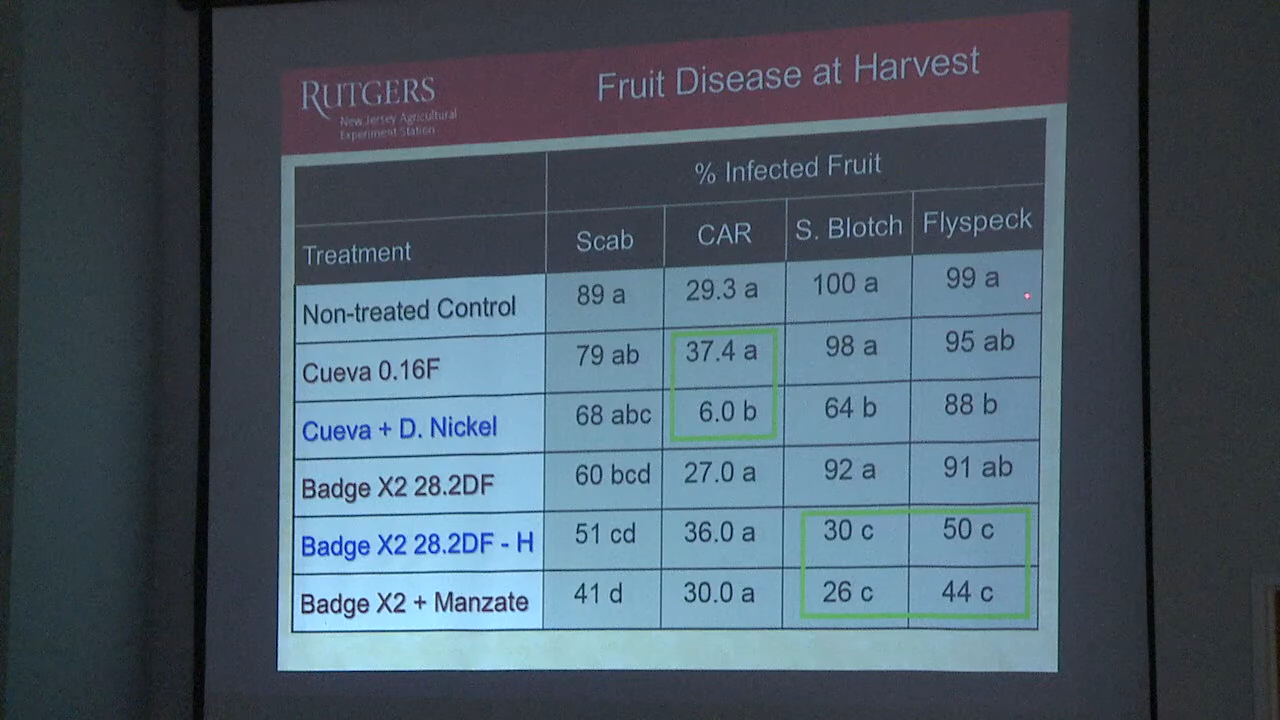 RUTGERS
New Jersey Agricultural
Experiment Station
Fruit Disease at Harvest
% Infected Fruit
Treatment Scab CAR S. Blotch Flyspeck
Non-treated Control 89 a 29.3 a 100 a 99 a
Cueva 0.16F 79 ab 37.4 a 98 a 95 ab
Cueva + D. Nickel 68 abc 6.0 b 64 b 88 b
Badge X2 28.2DF 60 bcd 27.0 a 92 a 91 ab
Badge X2 28.2DF - H 51 cd 36.0 a 30 c 50 c
Badge X2 + Manzate 41 d 30.0 a 26 c 44 c